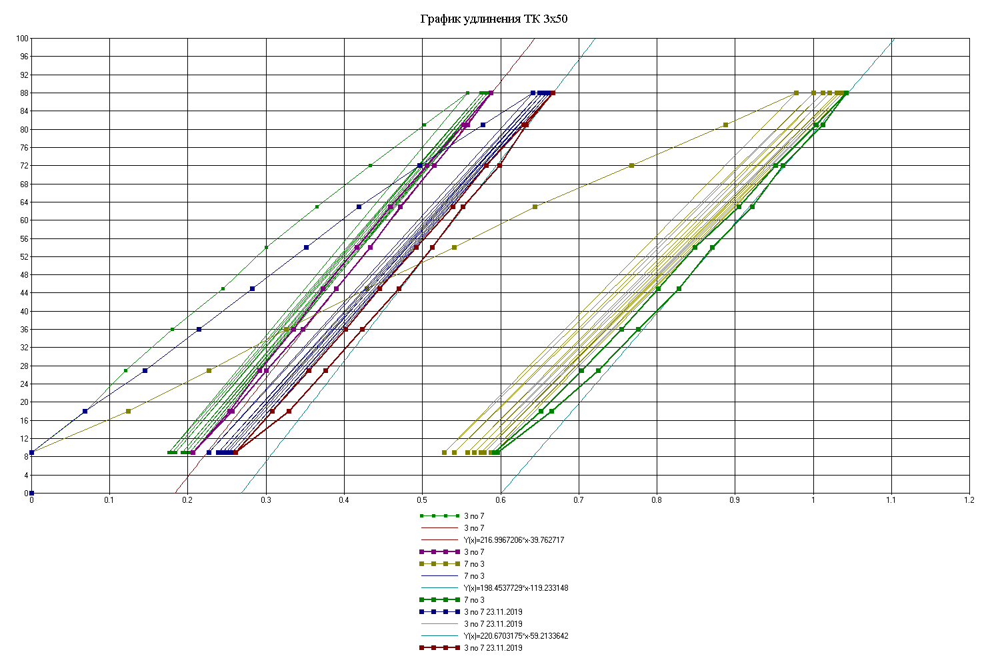 График удлинения ТК 3х50
100
96
92
88
84
80
76
72
68
64
60
56
52
48
44
40
36
32
28
24
20
16
12
8
4
0
0 0.1 0.2 0.3 0.4 0.5 0.6 0.7 0.8 0.9 1 1.1 1.2
3 по 7
3 по 7
Y(x)=216.9967206*x-39.762717
3 по 7
7 по 3
7 по 3
Y(x)=198.4537729*x-119.233148
7 по 3
3 по 7 23.11.2019
3 по 7 23.11.2019
Y(x)=220.6703175*x-59.2133642
3 по 7 23.11.2019